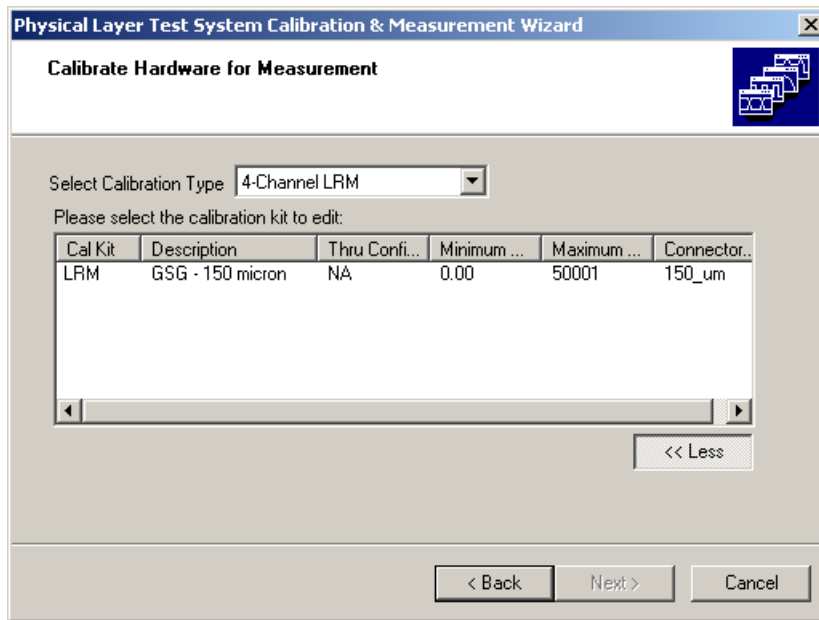 Physical Layer Test System Calibration & Measurement Wizard
Calibrate Hardware for Measurement
Select Calibration Type 4-Channel LRM
Please select the calibration kit to edit:
Cal Kit Description Thru Confi... Minimum ... Maximum ... Connector...
LRM GSG - 150 micron NA 0.00 50001 150_um
<< Less
< Back Next > Cancel